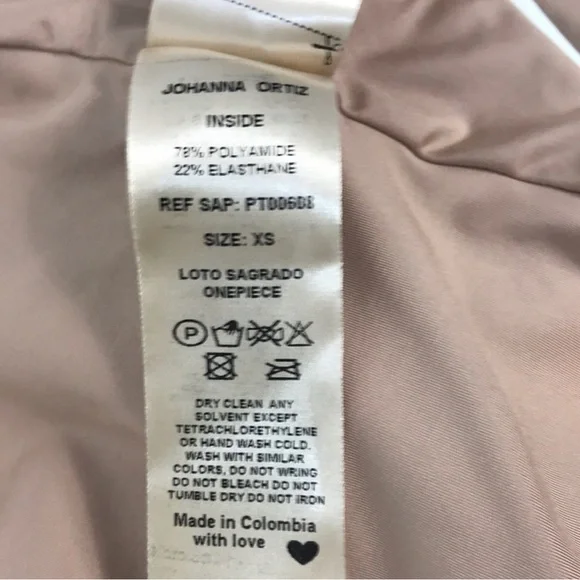 JOHANNA ORTIZ
INSIDE
78% POLYAMIDE
22% ELASTHANE
REF SAP: PT00608
SIZE: XS
LOTO SAGRADO
ONEPIECE
P
DRY CLEAN ANY
SOLVENT EXCEPT
TETRACHLORETHYLENE
OR HAND WASH COLD.
WASH WITH SIMILAR
COLORS, DO NOT WRING
DO NOT BLEACH DO NOT
TUMBLE DRY DO NOT IRON
Made in Colombia
with love